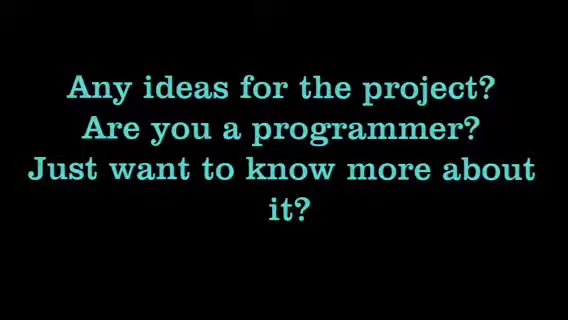 Any ideas for the project?
Are you a programmer?
Just want to know more about
it?